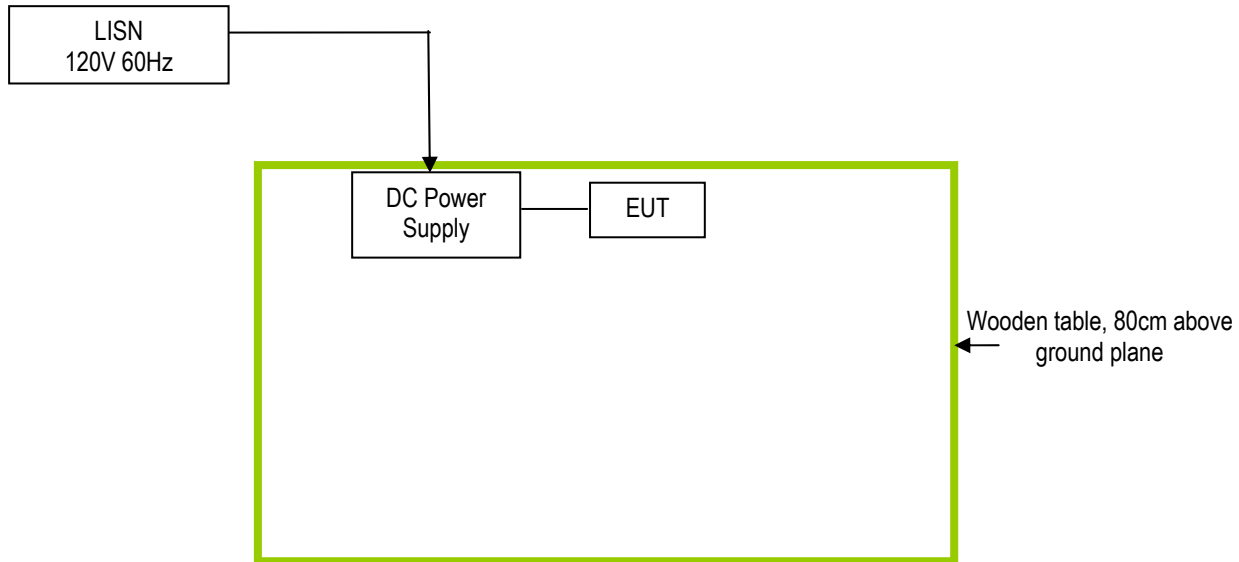 LISN
120V 60Hz
DC Power
Supply
EUT
Wooden table, 80cm above
ground plane